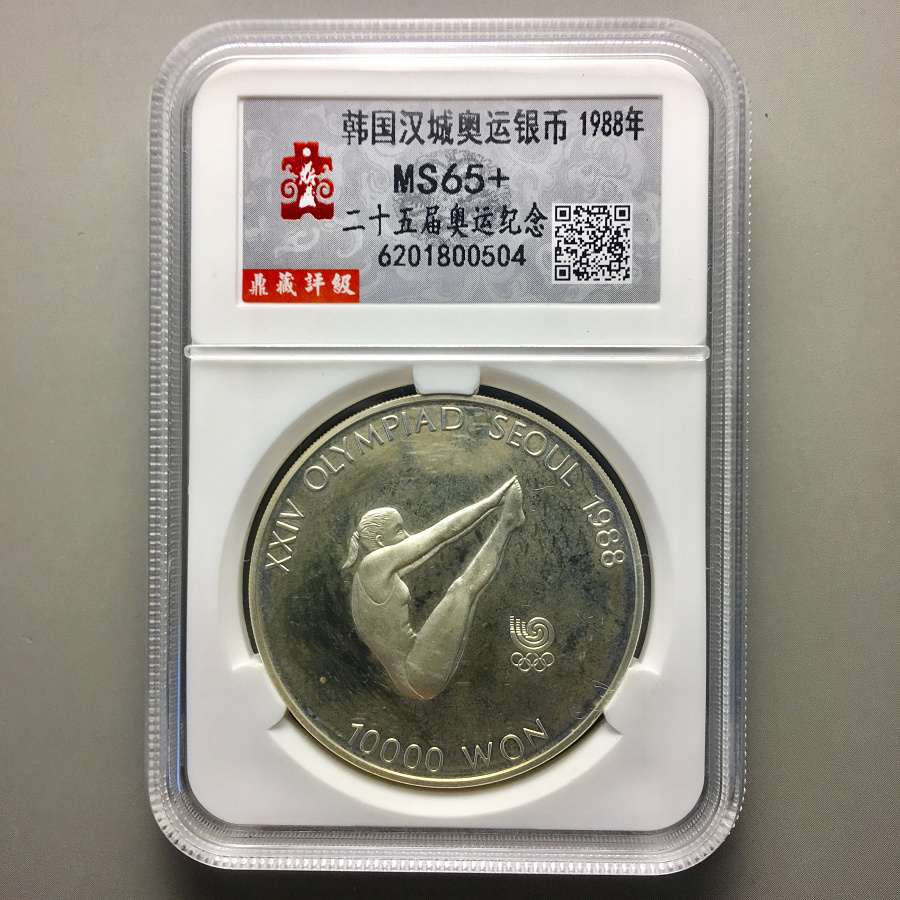 韩国汉城奥运银币 1988年
MS65+
二十五届奥运纪念
6201800504
鼎藏評級
XXIV OLYMPIAD SEOUL 1988
10000 WON